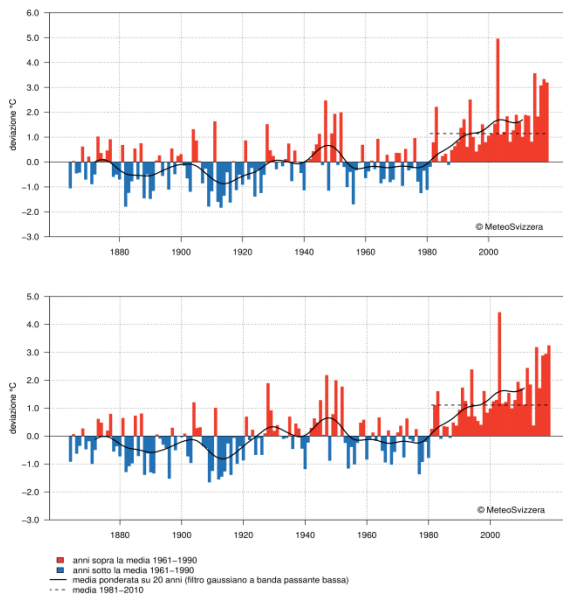 deviazione °C
6.0
5.0
4.0
3.0
2.0
1.0
0.0
−1.0
−2.0
−3.0
© MeteoSvizzera
1880 1900 1920 1940 1960 1980 2000
deviazione °C
5.0
4.0
3.0
2.0
1.0
0.0
−1.0
−2.0
−3.0
© MeteoSvizzera
1880 1900 1920 1940 1960 1980 2000
anni sopra la media 1961−1990
anni sotto la media 1961−1990
media ponderata su 20 anni (filtro gaussiano a banda passante bassa)
media 1981−2010